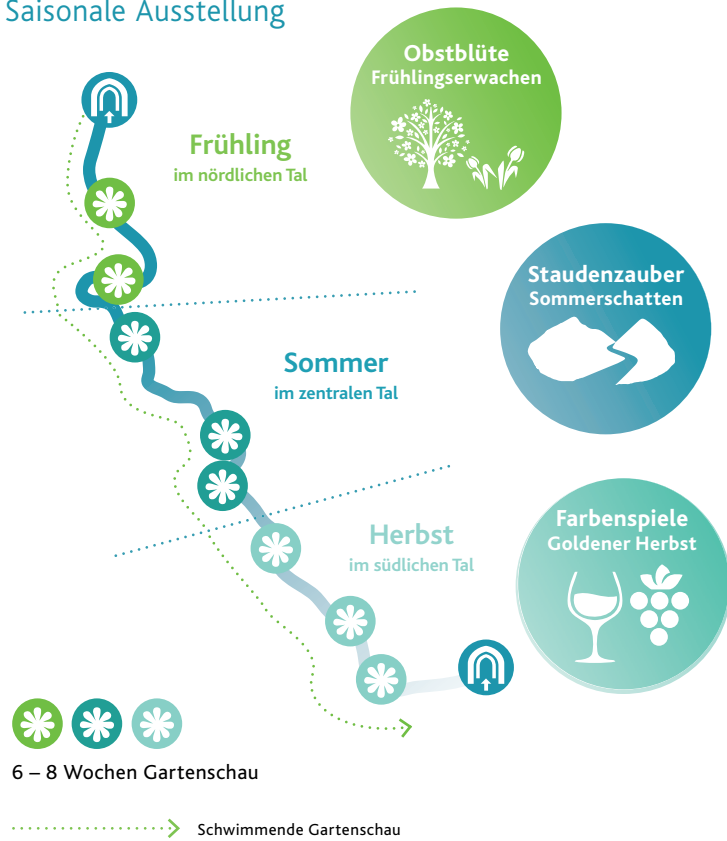 Saisonale Ausstellung
Obstblüte
Frühlingserwachen
Frühling
im nördlichen Tal
Staudenzauber
Sommerschatten
Sommer
im zentralen Tal
Farbenspiele
Goldener Herbst
Herbst
im südlichen Tal
6 – 8 Wochen Gartenschau
Schwimmende Gartenschau